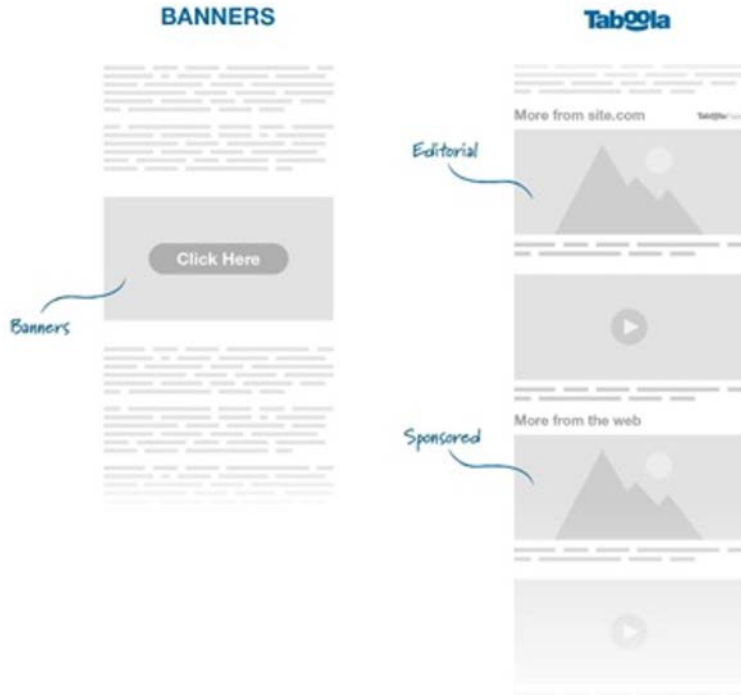 BANNERS
Click Here
Banners
Taboola
More from site.com
Editorial
More from the web
Sponsored